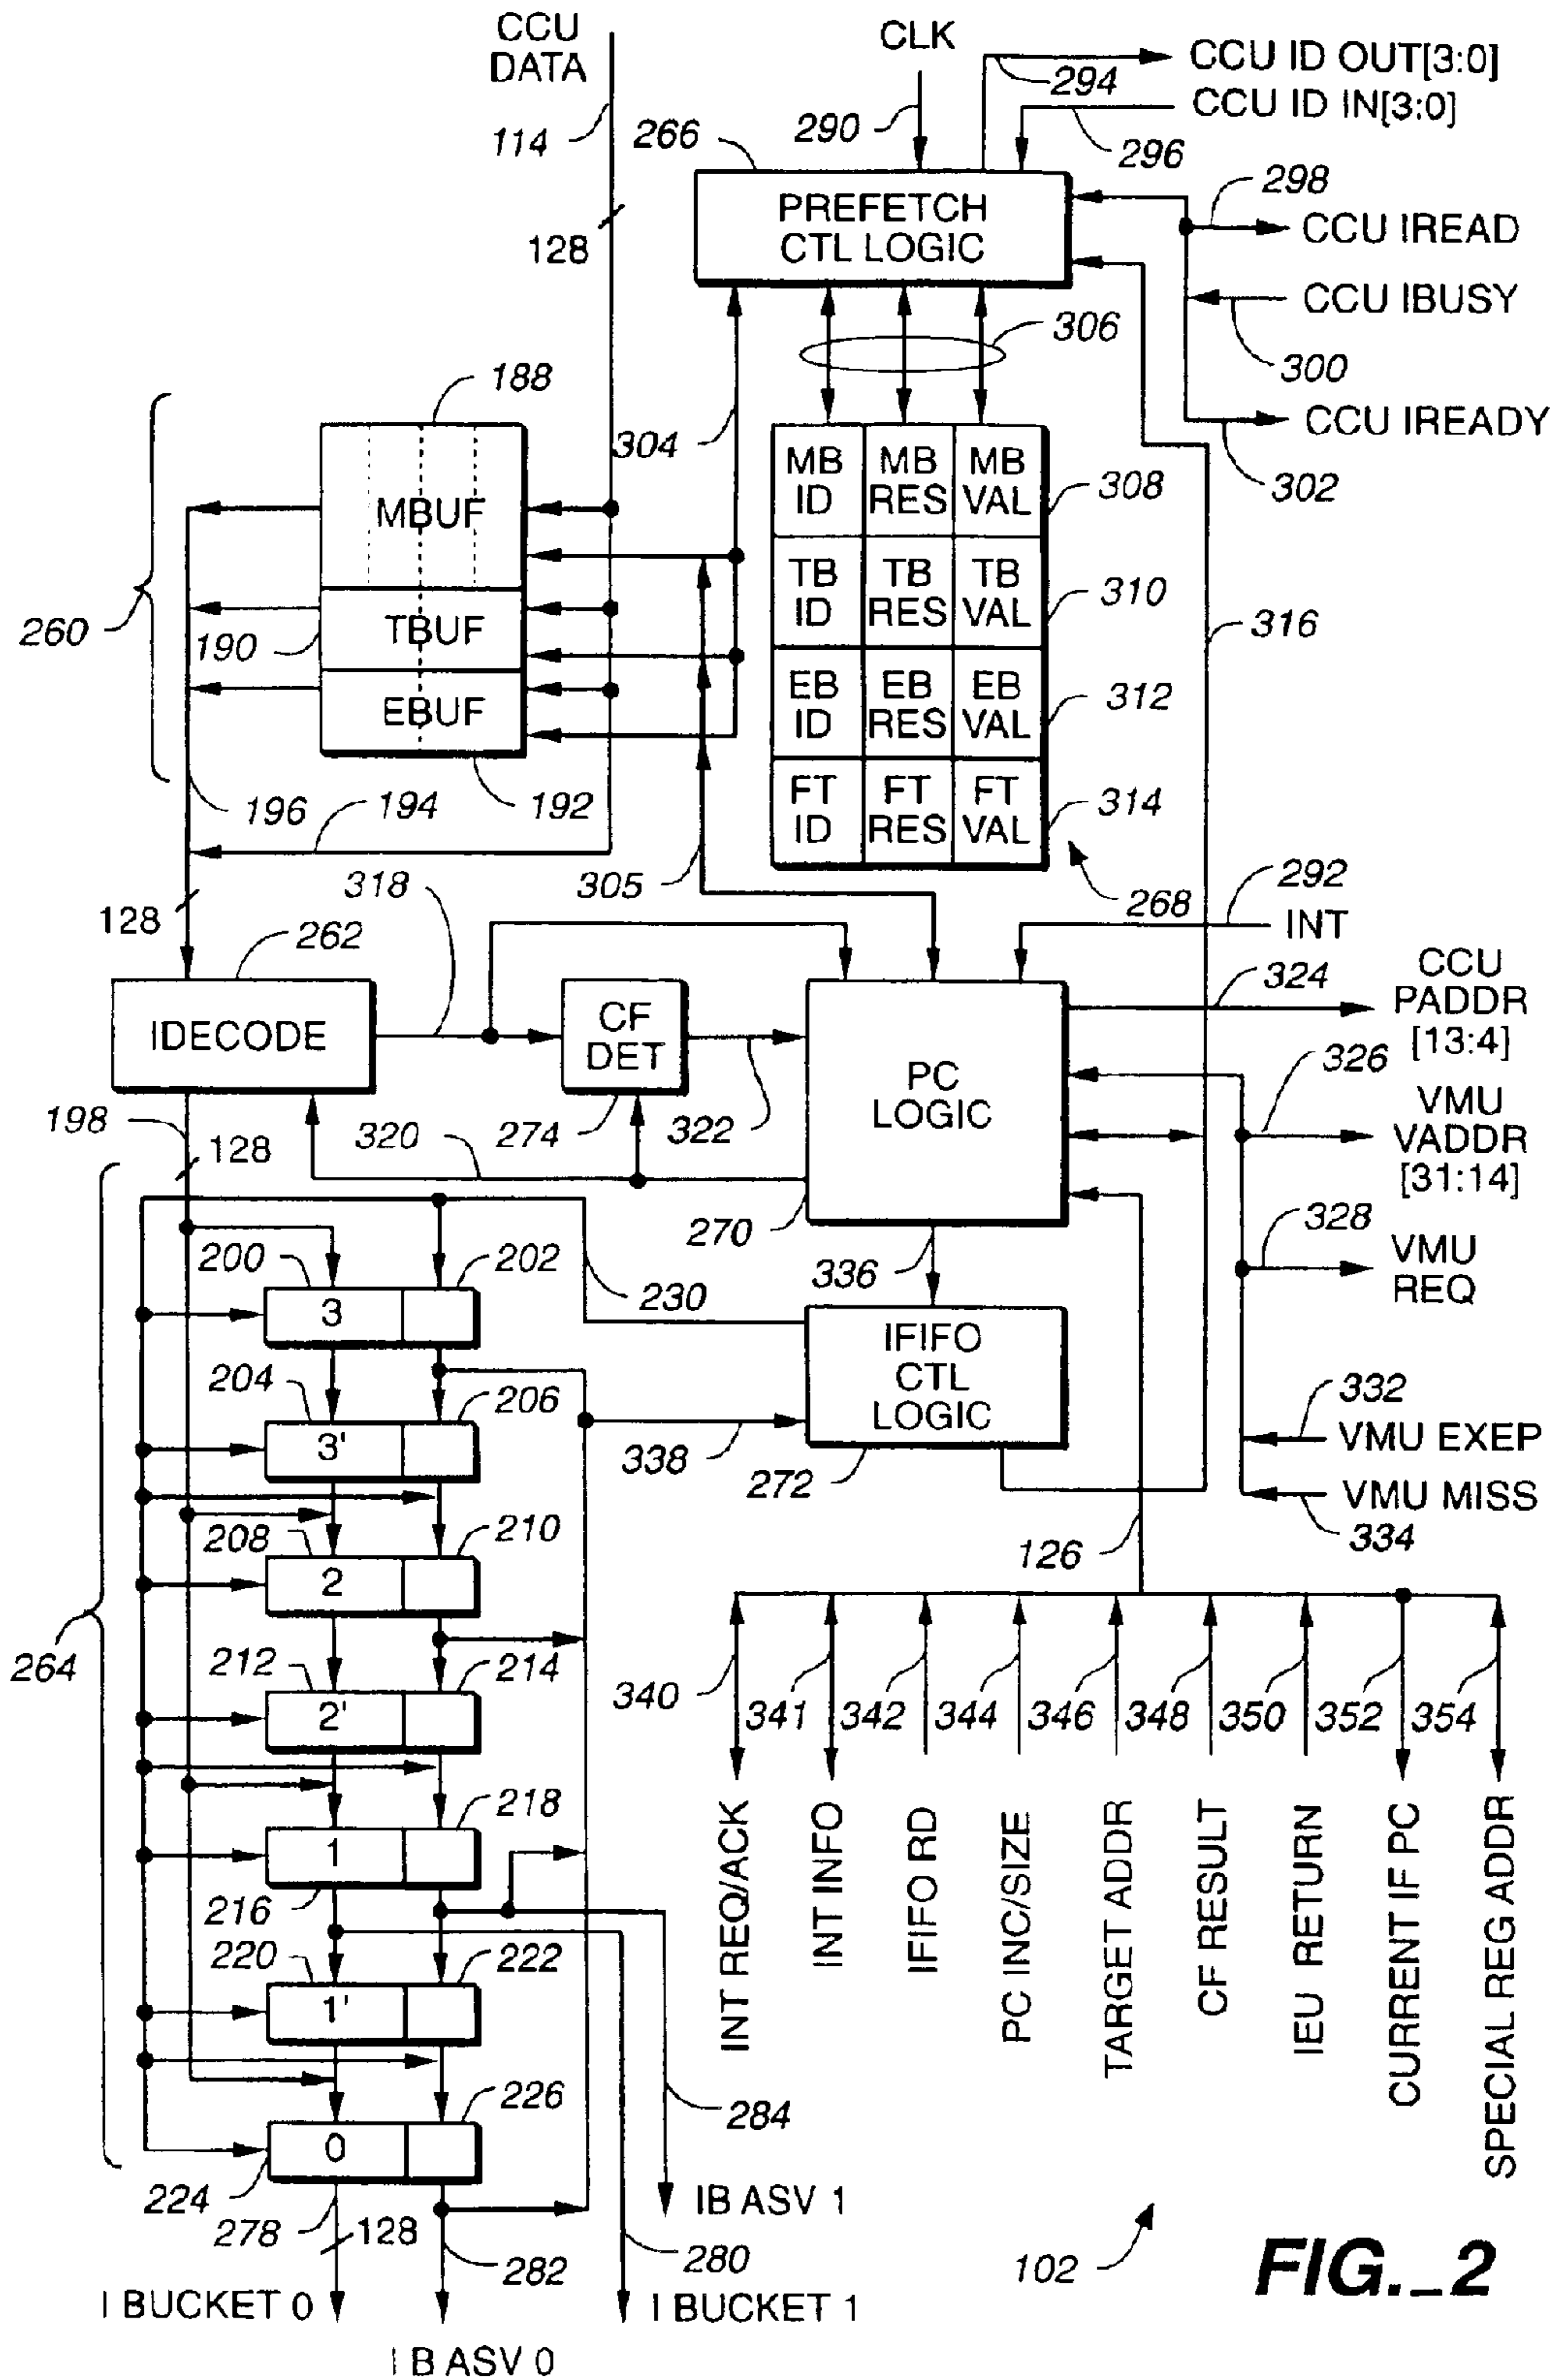 CCU
DATA
CLK
CCU ID OUT[3:0]
294
CCU ID IN[3:0]
114
290
266
296
298
PREFETCH
CTL LOGIC
128
CCU IREAD
CCU IBUSY
306
300
188
304
CCU IREADY
302
MBUF
MB ID
MB RES
MB VAL
308
TB ID
TB RES
TB VAL
310
260
190
TBUF
316
EBUF
EB ID
EB RES
EB VAL
312
196
194
192
FT ID
FT RES
FT VAL
314
318
305
268
292
128
INT
262
324
CCU
PADDR
[13:4]
IDECODE
CF
DET
PC
LOGIC
326
198
128
320
274
322
VMU
VADDR
[31:14]
270
328
200
202
336
VMU
REQ
230
3
IFIFO
CTL
LOGIC
204
206
332
3'
338
272
VMU EXEP
VMU MISS
334
208
210
126
2
264
212
214
340
341
342
344
346
348
350
352
354
2'
218
1
216
INT REQ/ACK
INT INFO
IFIFO RD
PC INC/SIZE
TARGET ADDR
CF RESULT
IEU RETURN
CURRENT IF PC
SPECIAL REG ADDR
220
222
1'
226
284
0
224
IB ASV 1
278
128
282
280
102
FIG._2
I BUCKET 0
I BUCKET 1
IB ASV 0